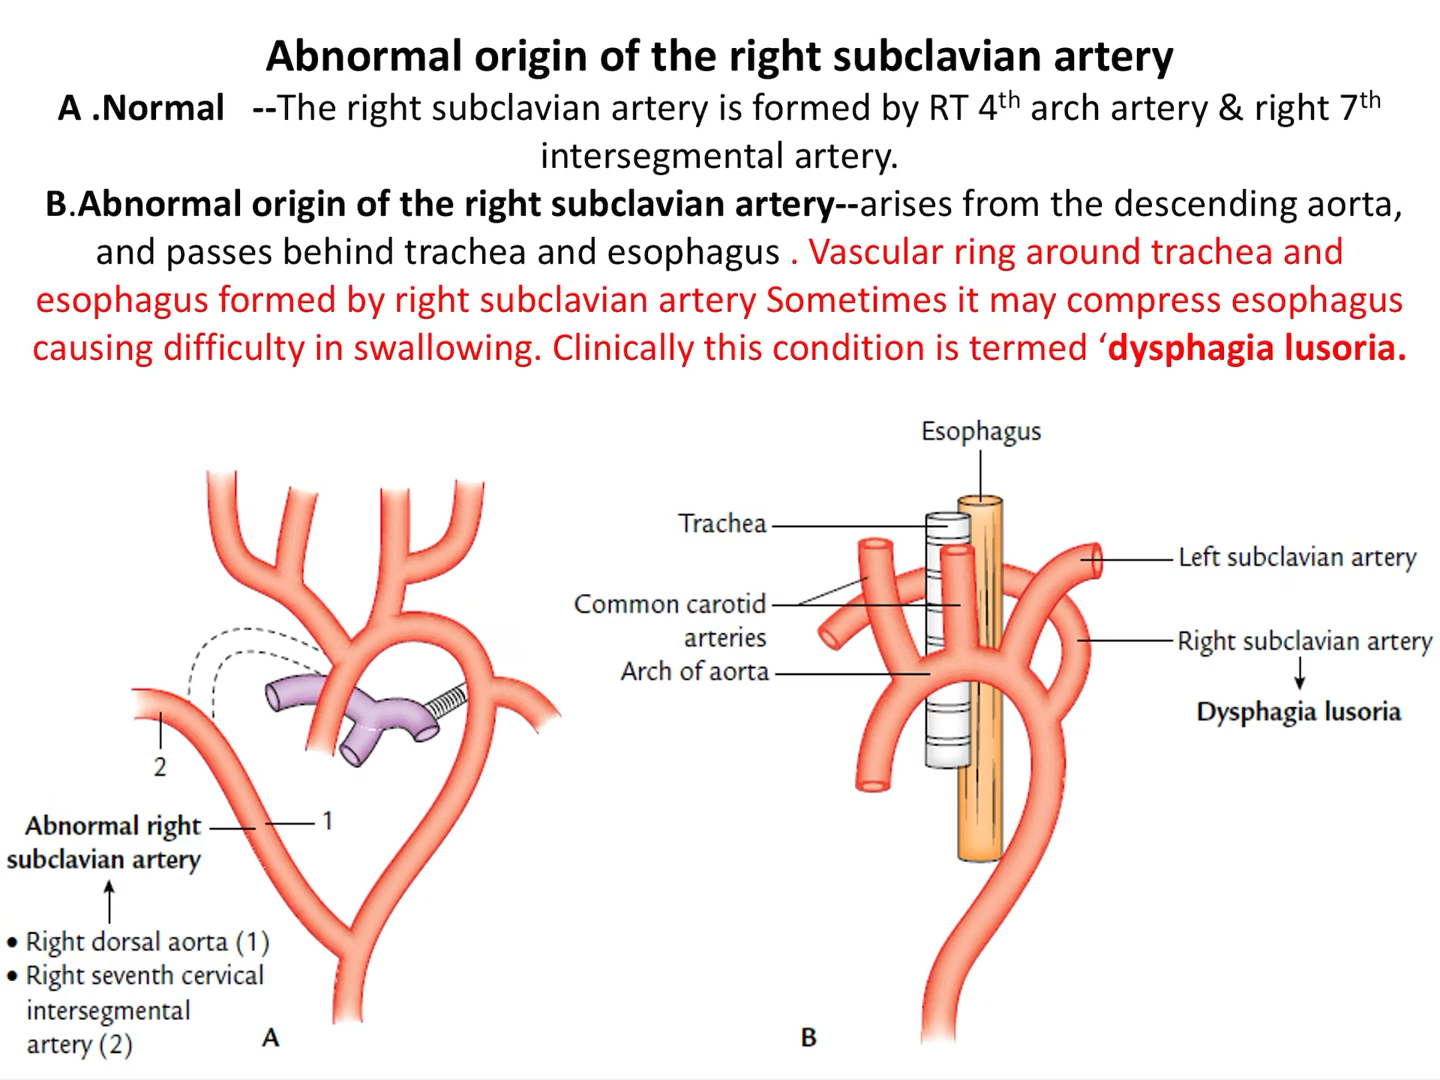 Abnormal origin of the right subclavian artery
A .Normal --The right subclavian artery is formed by RT 4th arch artery & right 7th
intersegmental artery.
B.Abnormal origin of the right subclavian artery--arises from the descending aorta,
and passes behind trachea and esophagus . Vascular ring around trachea and
esophagus formed by right subclavian artery Sometimes it may compress esophagus
causing difficulty in swallowing. Clinically this condition is termed ‘dysphagia lusoria.
Esophagus
Trachea
Left subclavian artery
Common carotid
arteries
Right subclavian artery
Arch of aorta
Dysphagia lusoria
2
1
Abnormal right
subclavian artery
• Right dorsal aorta (1)
• Right seventh cervical
intersegmental
artery (2)
A
B